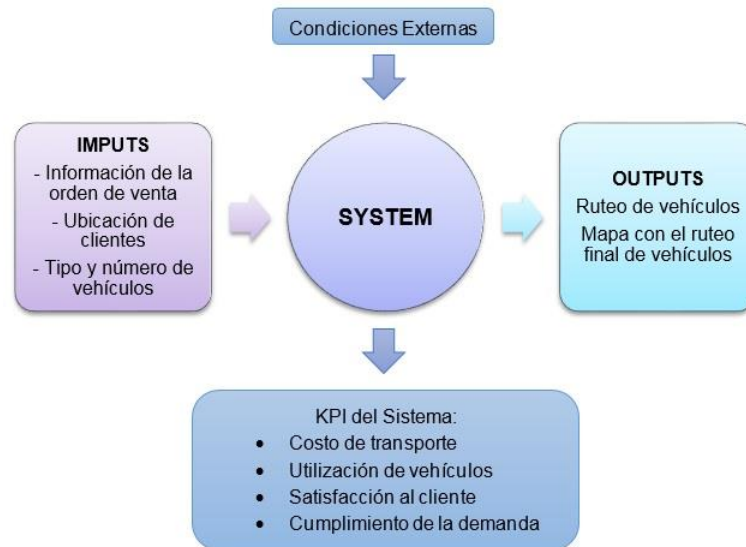 Condiciones Externas
IMPUTS
- Información de la
orden de venta
- Ubicación de
clientes
- Tipo y número de
vehículos
SYSTEM
OUTPUTS
Ruteo de vehículos
Mapa con el ruteo
final de vehículos
KPI del Sistema:
• Costo de transporte
• Utilización de vehículos
• Satisfacción al cliente
• Cumplimiento de la demanda